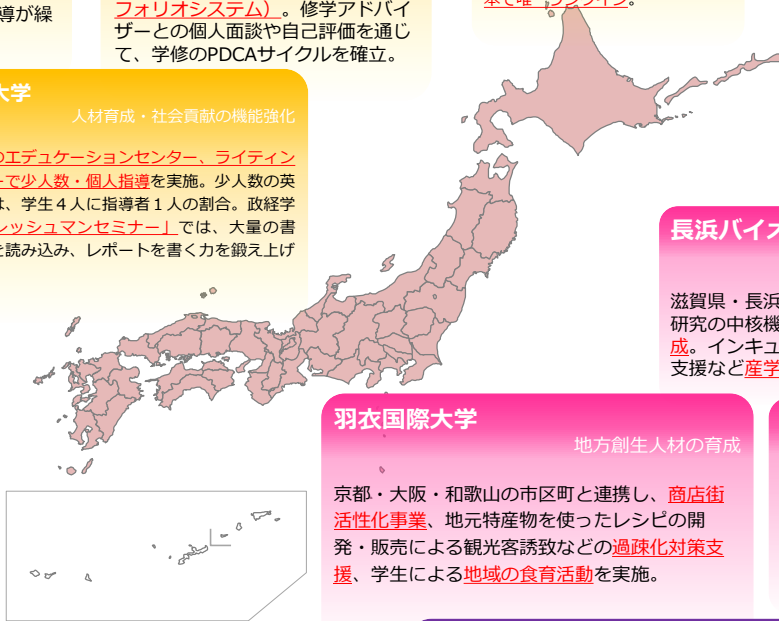 導が繰
フォリオシステム）。修学アドバイ
ザーとの個人面談や自己評価を通じ
て、学修のPDCAサイクルを確立。
大学
人材育成・社会貢献の機能強化
のエデュケーションセンター、ライティン
ーで少人数・個人指導を実施。少人数の英
は、学生４人に指導者１人の割合。政経学
レッシュマンセミナー」では、大量の書
を読み込み、レポートを書く力を鍛え上げ
長浜バイオ
滋賀県・長浜
研究の中核機
成。インキュ
支援など産学
羽衣国際大学
地方創生人材の育成
京都・大阪・和歌山の市区町と連携し、商店街
活性化事業、地元特産物を使ったレシピの開
発・販売による観光客誘致などの過疎化対策支
援、学生による地域の食育活動を実施。